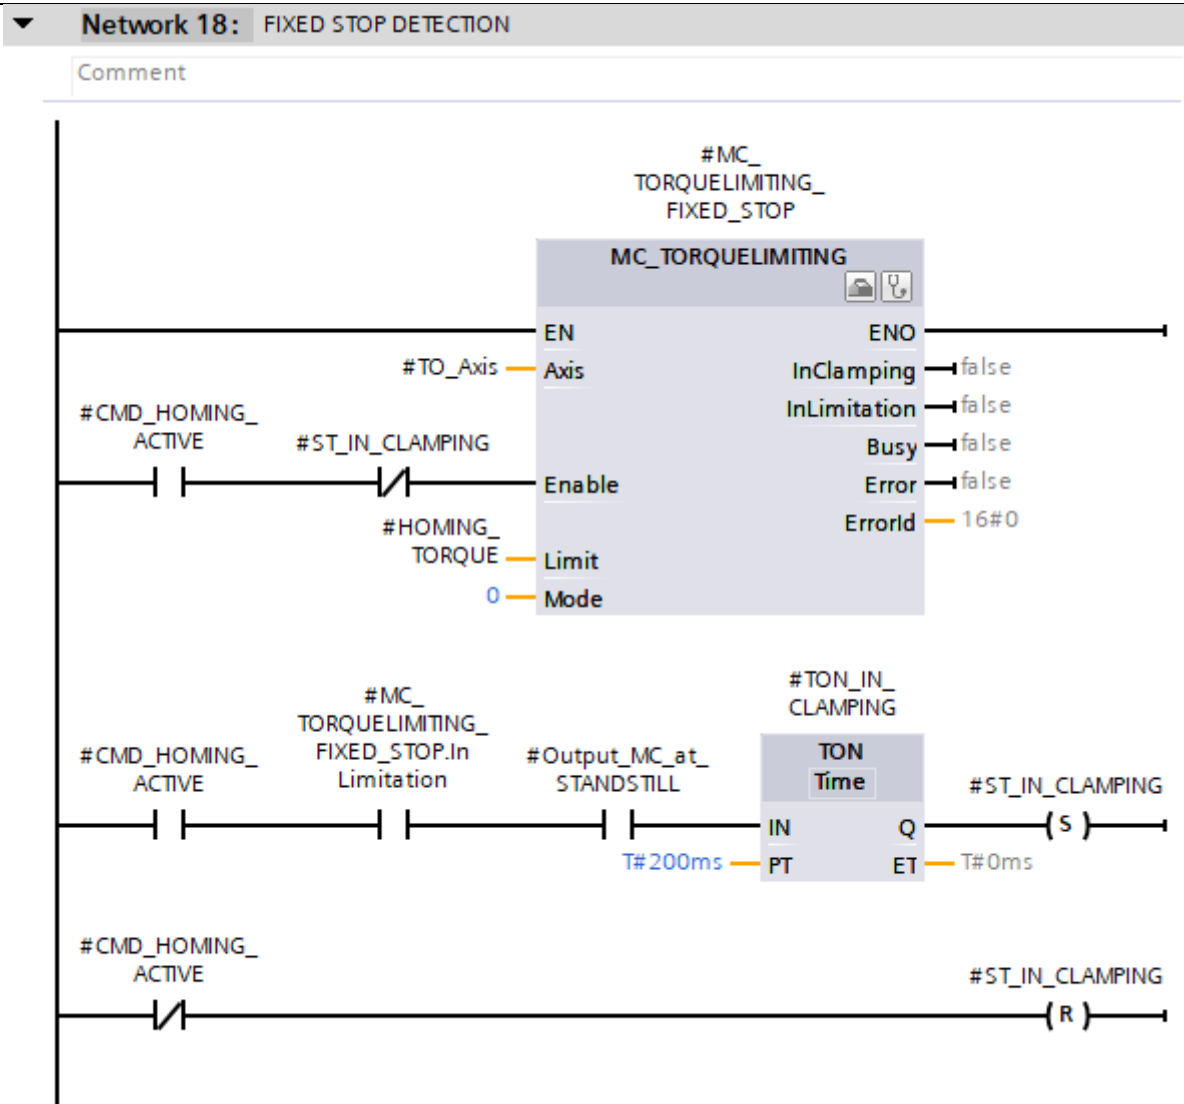 Network 18: FIXED STOP DETECTION
Comment
#MC_
TORQUELIMITING_
FIXED_STOP
MC_TORQUELIMITING
EN ENO
#TO_Axis Axis InClamping false
InLimitation false
#CMD_HOMING_
ACTIVE
#ST_IN_CLAMPING
Busy false
Enable Error false
ErrorId 16#0
#HOMING_
TORQUE
Limit
0 Mode
#CMD_HOMING_
ACTIVE
#MC_
TORQUELIMITING_
FIXED_STOP.In
Limitation
#Output_MC_at_
STANDSTILL
#TON_IN_
CLAMPING
TON
Time
#ST_IN_CLAMPING
IN Q
S
T#200ms PT ET T#0ms
#CMD_HOMING_
ACTIVE
#ST_IN_CLAMPING
R